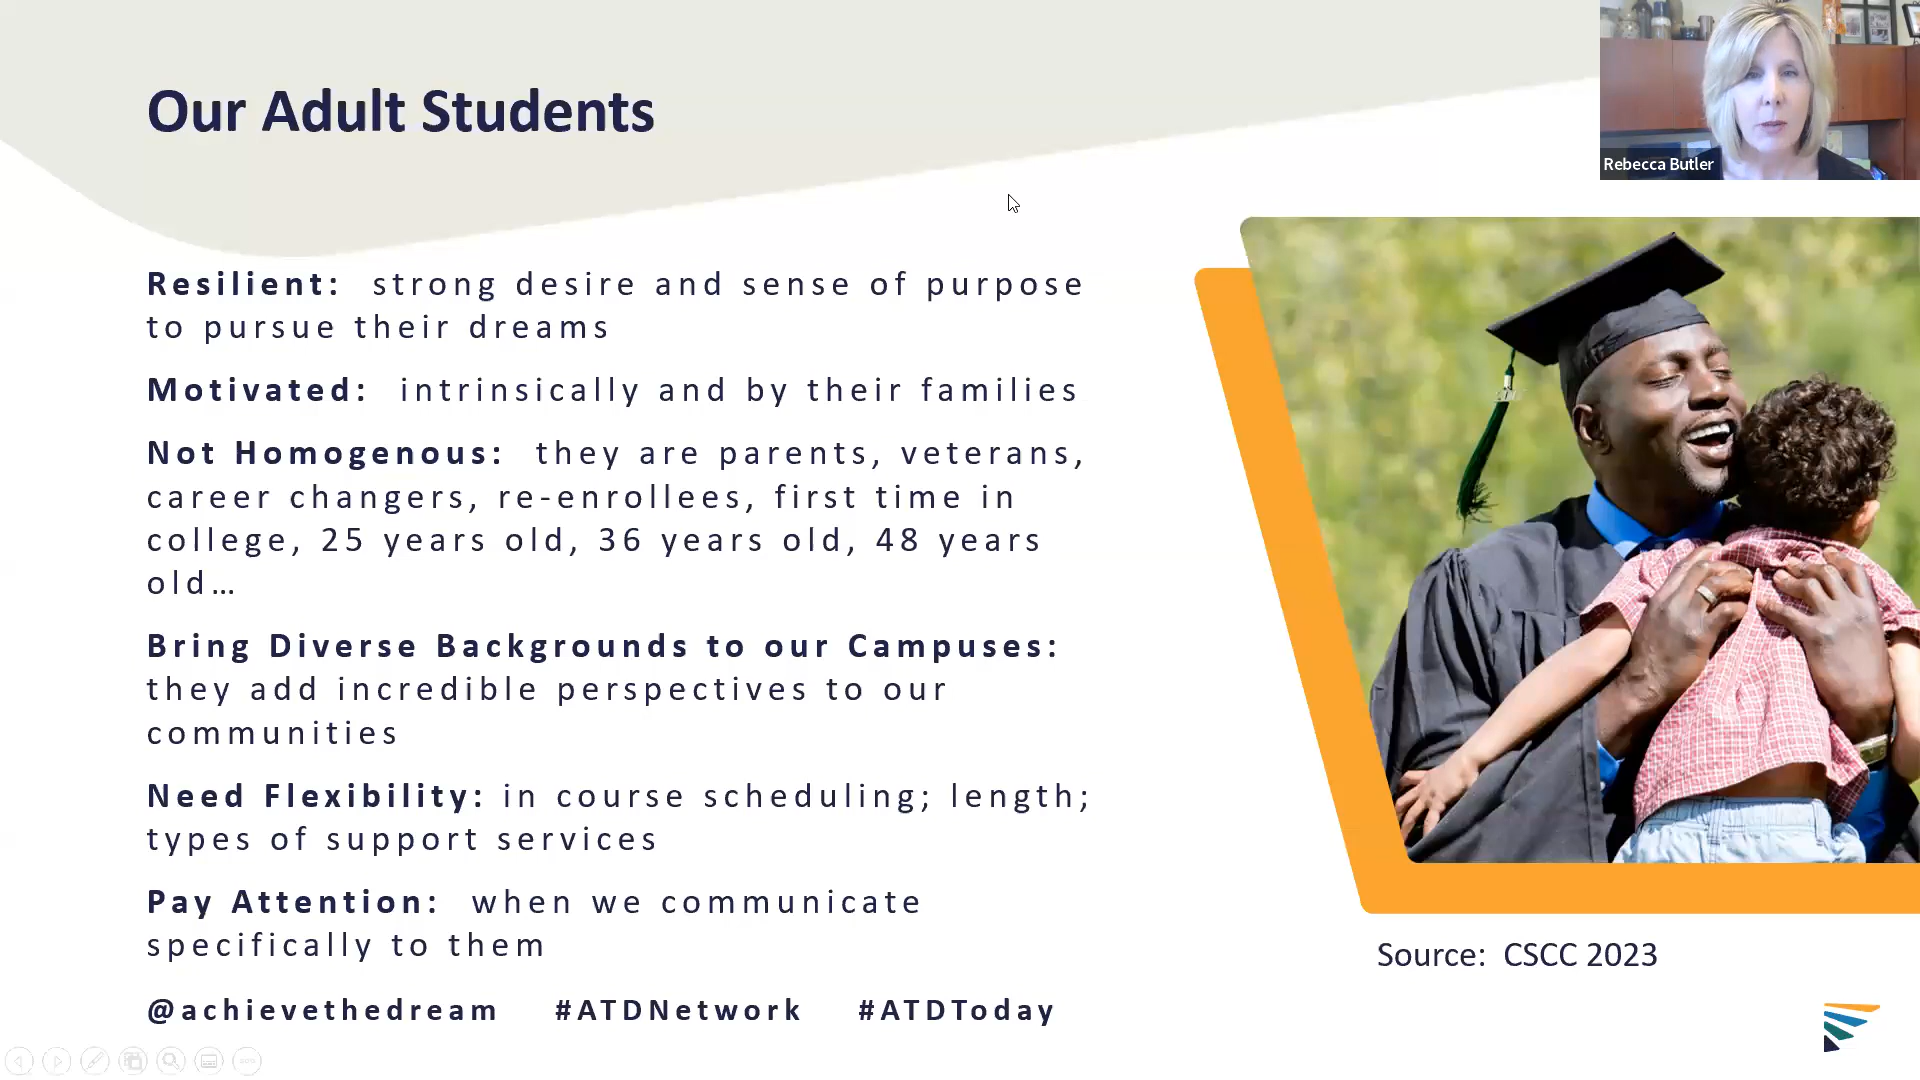 Our Adult Students
Rebecca Butler
Resilient: strong desire and sense of purpose
to pursue their dreams
Motivated: intrinsically and by their families
Not Homogenous: they are parents, veterans,
career changers, re-enrollees, first time in
college, 25 years old, 36 years old, 48 years
old…
Bring Diverse Backgrounds to our Campuses:
they add incredible perspectives to our
communities
Need Flexibility: in course scheduling; length;
types of support services
Pay Attention: when we communicate
specifically to them
Source: CSCC 2023
@achievethedream #ATDNetwork #ATDToday